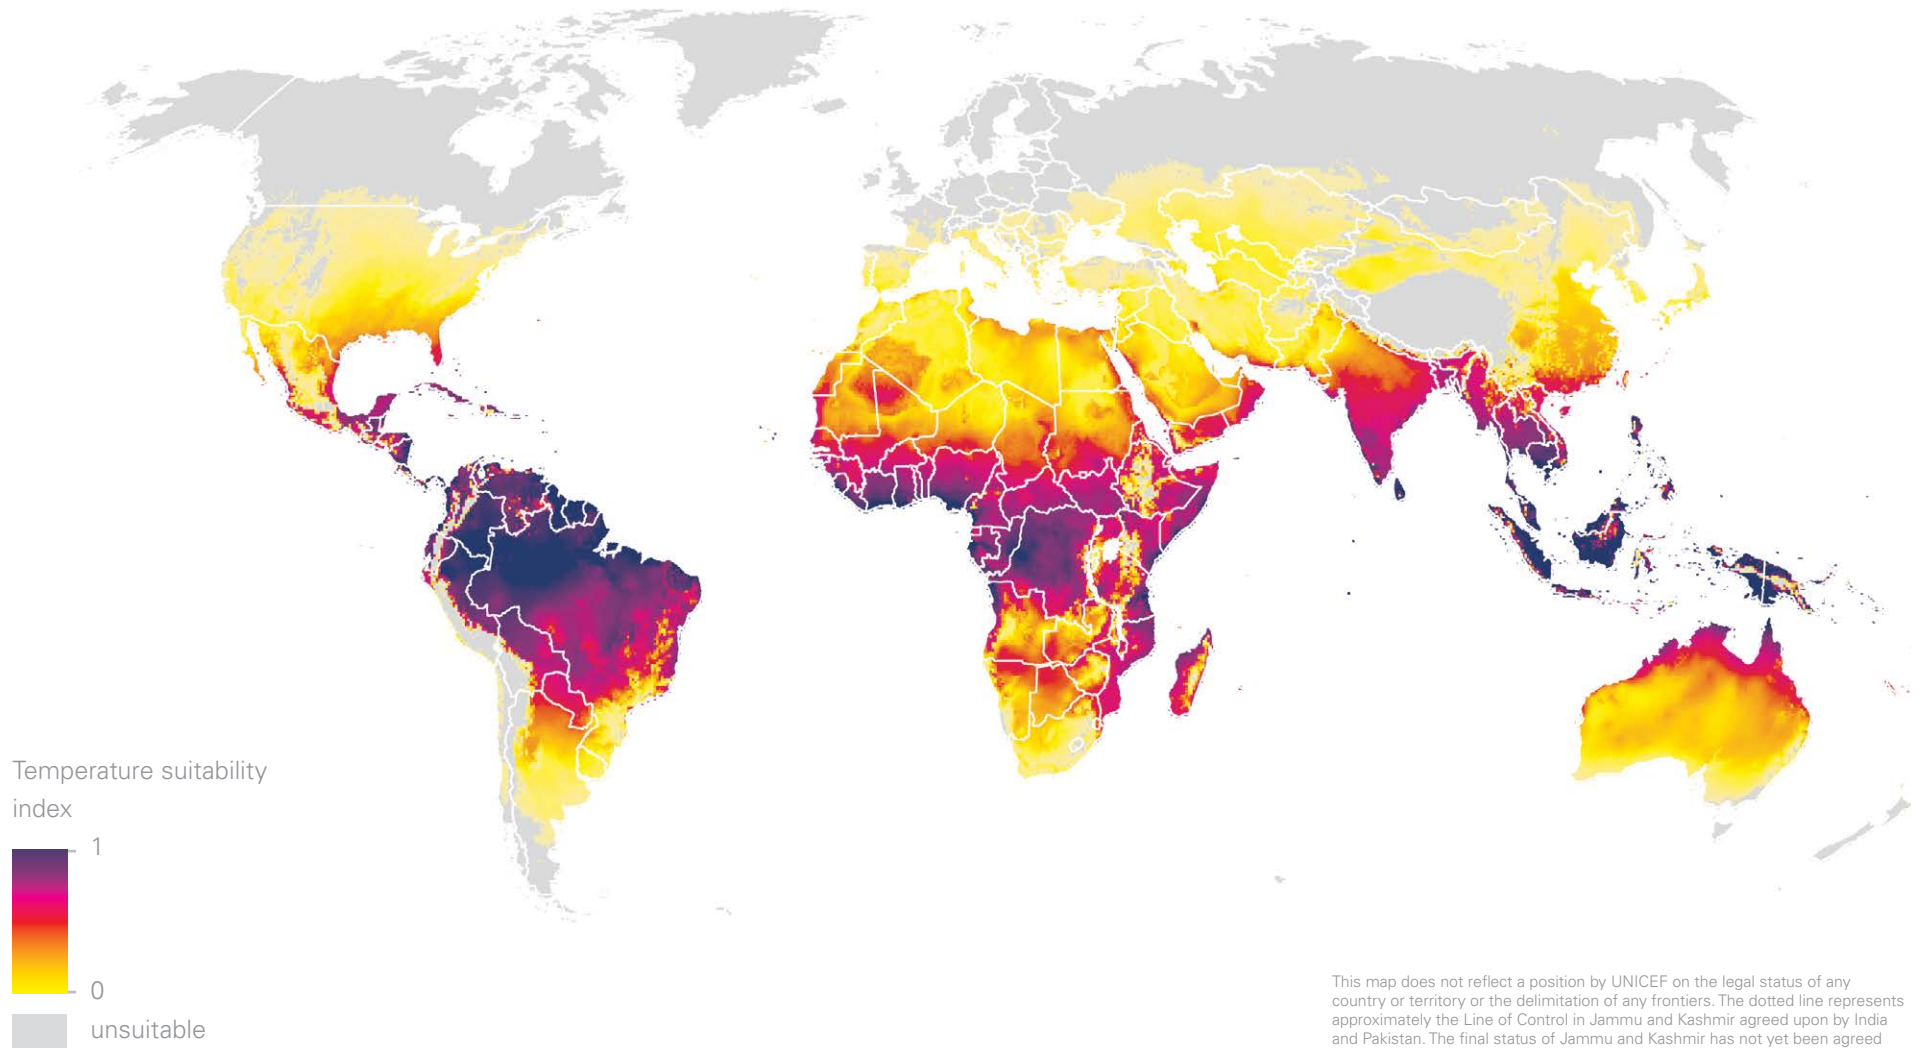 Temperature suitability
index
1
0
unsuitable
This map does not reflect a position by UNICEF on the legal status of any
country or territory or the delimitation of any frontiers. The dotted line represents
approximately the Line of Control in Jammu and Kashmir agreed upon by India
and Pakistan. The final status of Jammu and Kashmir has not yet been agreed